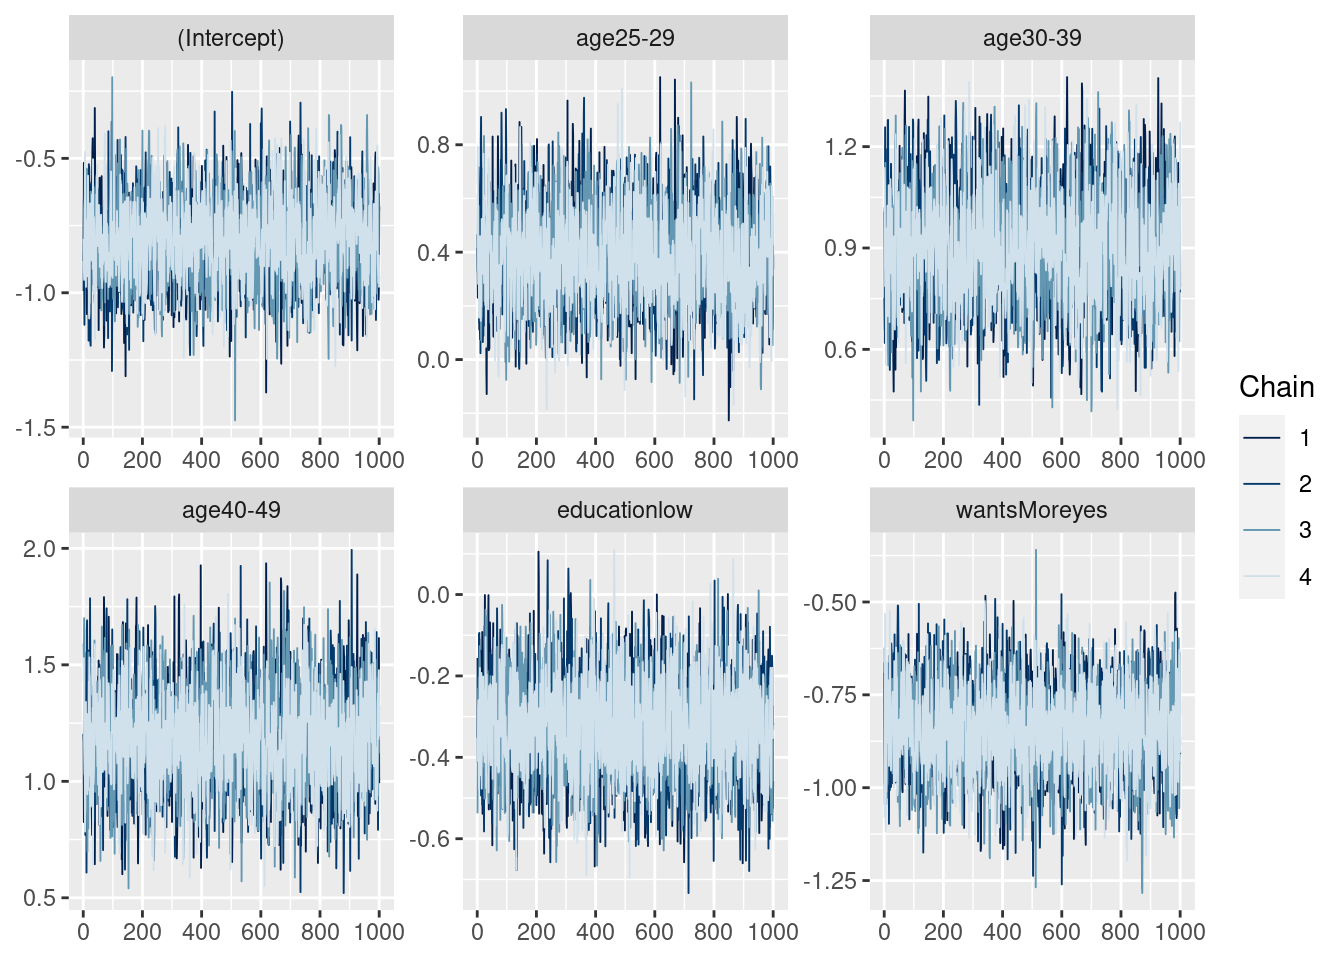 (Intercept) age25-29 age30-39
-0.5 -1.0 -1.5
0.8 0.4 0.0
1.2 0.9 0.6
0 200 400 600 800 1000 0 200 400 600 800 1000 0 200 400 600 800 1000
age40-49 educationlow wantsMoreyes
2.0 1.5 1.0 0.5
0.0 -0.2 -0.4 -0.6
-0.50 -0.75 -1.00 -1.25
0 200 400 600 800 1000 0 200 400 600 800 1000 0 200 400 600 800 1000
Chain
1
2
3
4